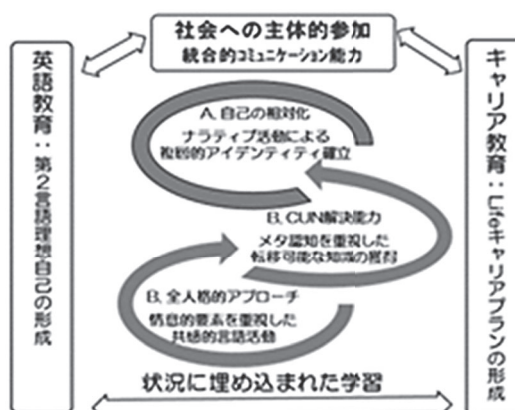 社会への主体的参加
統合的コミュニケーション能力
英語教育：第2言語理想自己の形成
A. 自己の相対化
ナラティブ活動による
複眼的アイデンティティ確立
B. CUN解決能力
メタ認知を重視した
転移可能な知識の獲得
B. 全人格的アプローチ
情意的要素を重視した
共感的言語活動
キャリア教育：Lifeキャリアプランの形成
状況に埋め込まれた学習